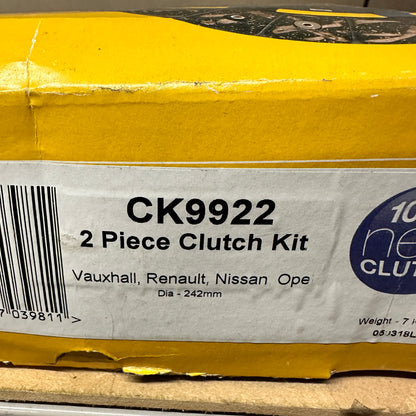 CK9922
2 Piece Clutch Kit
Vauxhall, Renault, Nissan Ope
Dia - 242mm
7 039811 >
10
ne
CLUT
Weight - 7